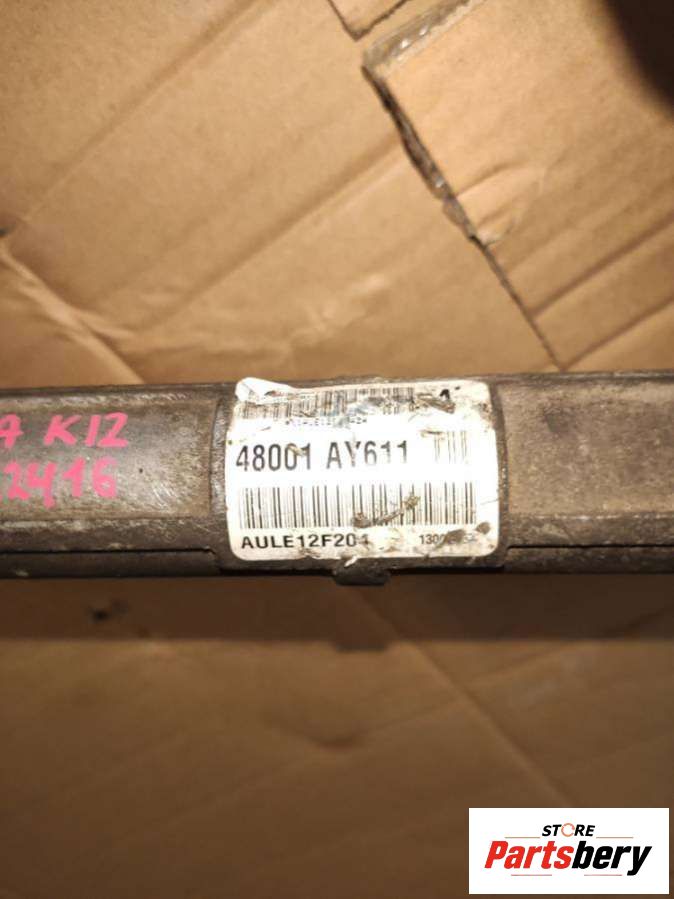 A K12
2416
48001 AY611
AULE12F204
STORE
Partsbery